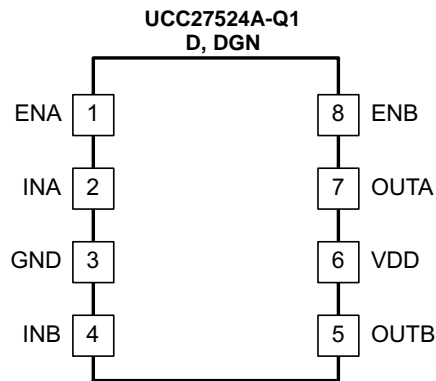 UCC27524A-Q1
D, DGN
ENA 1 8 ENB
INA 2 7 OUTA
GND 3 6 VDD
INB 4 5 OUTB